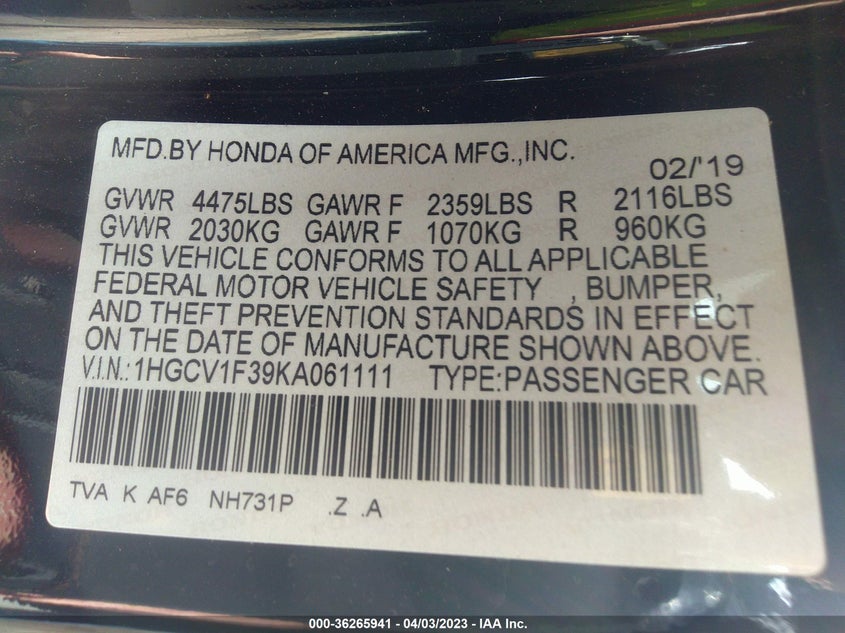 MFD.BY HONDA OF AMERICA MFG.,INC. 02/'19
GVWR 4475LBS GAWR F 2359LBS R 2116LBS
GVWR 2030KG GAWR F 1070KG R 960KG
THIS VEHICLE CONFORMS TO ALL APPLICABLE
FEDERAL MOTOR VEHICLE SAFETY , BUMPER,
AND THEFT PREVENTION STANDARDS IN EFFECT
ON THE DATE OF MANUFACTURE SHOWN ABOVE.
V.I.N.:1HGCV1F39KA061111 TYPE:PASSENGER CAR
TVA K AF6 NH731P .Z .A
000-36265941 - 04/03/2023 - IAA Inc.